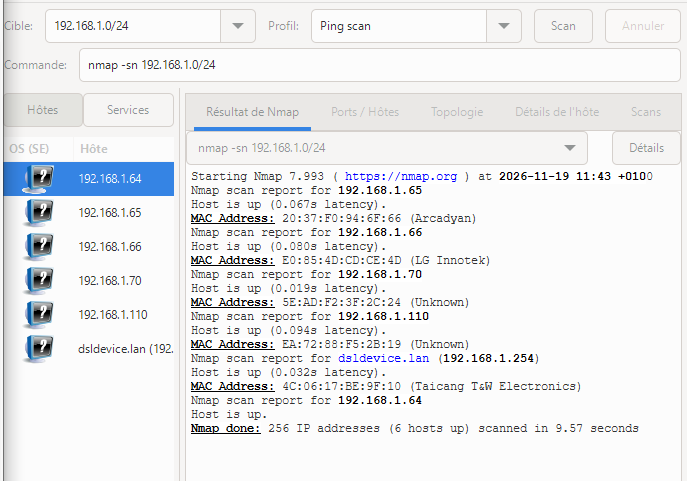 Cible: 192.168.1.0/24 Profil: Ping scan Scan Annuler
Commande: nmap -sn 192.168.1.0/24
Hôtes Services
OS (SE) Hôte
192.168.1.64
192.168.1.65
192.168.1.66
192.168.1.70
192.168.1.110
dsldevice.lan (192.
Résultat de Nmap Ports / Hôtes Topologie Détails de l'hôte Scans
nmap -sn 192.168.1.0/24 Détails
Starting Nmap 7.993 ( https://nmap.org ) at 2026-11-19 11:43 +0100
Nmap scan report for 192.168.1.65
Host is up (0.067s latency).
MAC Address: 20:37:F0:94:6F:66 (Arcadyan)
Nmap scan report for 192.168.1.66
Host is up (0.080s latency).
MAC Address: E0:85:4D:CD:CE:4D (LG Innotek)
Nmap scan report for 192.168.1.70
Host is up (0.019s latency).
MAC Address: 5E:AD:F2:3F:2C:24 (Unknown)
Nmap scan report for 192.168.1.110
Host is up (0.094s latency).
MAC Address: EA:72:88:F5:2B:19 (Unknown)
Nmap scan report for dsldevice.lan (192.168.1.254)
Host is up (0.032s latency).
MAC Address: 4C:06:17:BE:9F:10 (Taicang T&W Electronics)
Nmap scan report for 192.168.1.64
Host is up.
Nmap done: 256 IP addresses (6 hosts up) scanned in 9.57 seconds